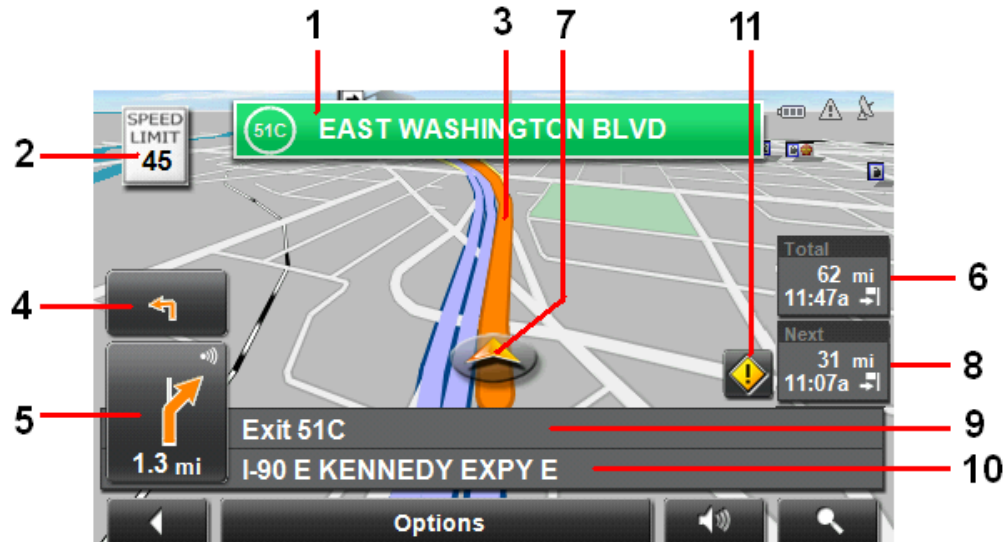 1
3
7
11
SPEED
LIMIT
45
2
51C
EAST WASHINGTON BLVD
Total
62 mi
11:47a
6
4
Next
31 mi
11:07a
8
5
1.3 mi
Exit 51C
9
I-90 E KENNEDY EXPY E
10
Options